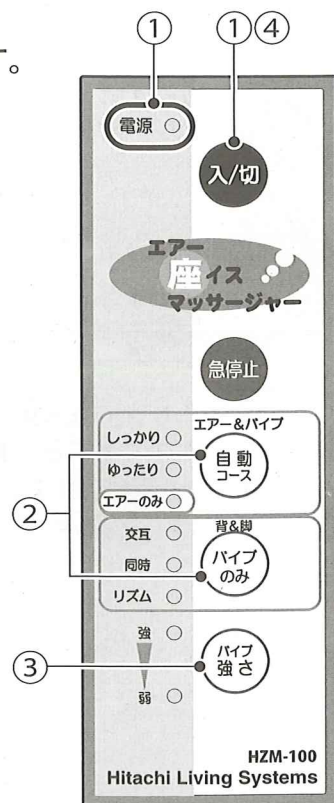 。
① ①④
電源
入/切
エアー
座イス
マッサージャー
急停止
エアー&バイブ
しっかり
ゆったり
エアーのみ
自動
コース
②
背&脚
交互
同時
リズム
バイブ
のみ
強
弱
③
バイブ
強さ
HZM-100
Hitachi Living Systems